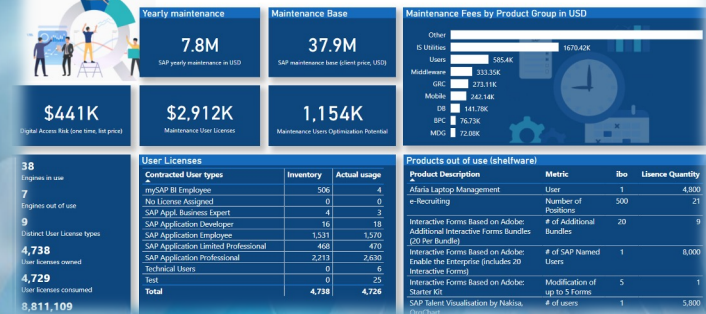 Yearly maintenance
7.8M
SAP yearly maintenance in USD
Maintenance Base
37.9M
SAP maintenance base (client price, USD)
Maintenance Fees by Product Group in USD
Other
IS Utilities 1670.42K
Users 585.4K
Middleware 333.35K
GRC 273.11K
Mobile 242.14K
DB 141.78K
BPC 76.73K
MDG 72.08K
$441K
Digital Access Risk (one time, list price)
$2,912K
Maintenance User Licenses
1,154K
Maintenance Users Optimization Potential
38
Engines in use
7
Engines out of use
9
Distinct User License types
4,738
User licenses owned
4,729
User licenses consumed
8,811,109
User Licenses
Contracted User types Inventory Actual usage
mySAP BI Employee 506 4
No License Assigned 0 0
SAP Appl. Business Expert 4 3
SAP Application Developer 16 18
SAP Application Employee 1,531 1,570
SAP Application Limited Professional 468 470
SAP Application Professional 2,213 2,630
Technical Users 0 6
Test 0 25
Total 4,738 4,726
Products out of use (shelfware)
Product Description Metric ibo Lisence Quantity
Afaria Laptop Management User 1 4,800
e-Recruiting Number of 500 21
Positions
Interactive Forms Based on Adobe: # of Additional 20 9
Additional Interactive Forms Bundles Bundles
(20 Per Bundle)
Interactive Forms Based on Adobe: # of SAP Named 1 8,000
Enable the Enterprise (includes 20 Users
Interactive Forms)
Interactive Forms Based on Adobe: Modification of 5 1
Starter Kit up to 5 Forms
SAP Talent Visualisation by Nakisa, # of users 1 5,800
OrgChart